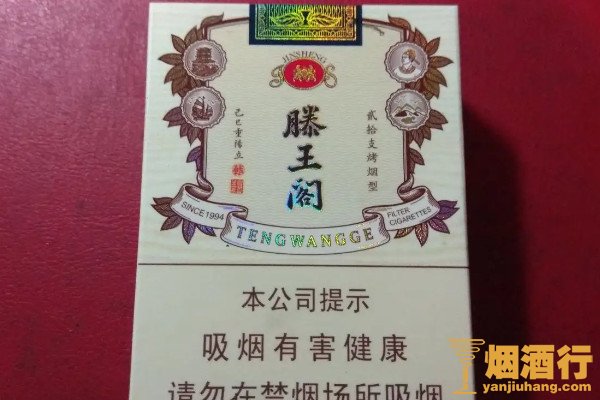 JINSHENG
滕王阁
贰拾支烤烟型
己巳重阳立
SINCE 1994
TENGWANGGE
FILTER
CIGARETTES
本公司提示
吸烟有害健康
请勿在禁烟场所吸烟
烟酒行
yanjiuhang.com